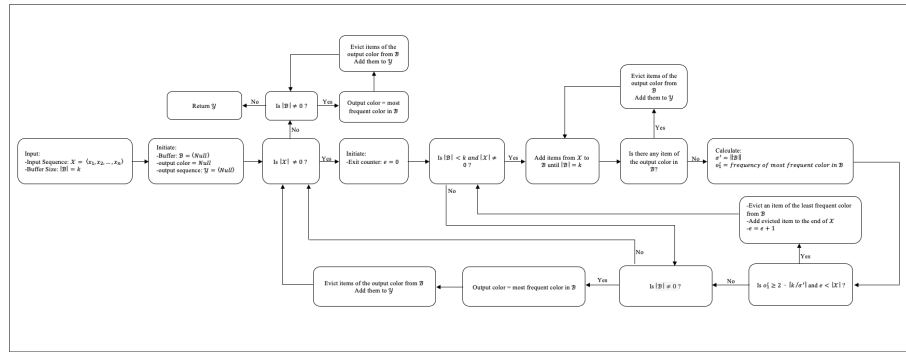 Evict items of the
output color from ℬ
Add them to 𝒴
Evict items of the
output color from
ℬ
Add them to 𝒴
Return 𝒴
No
Is |ℬ| ≠ 0 ?
Yes
Output color = most
frequent color in ℬ
No
Yes
Input:
-Input Sequence: 𝒳 = (x₁, x₂, ..., xₙ)
-Buffer Size: |ℬ| = k
Initiate:
-Buffer: ℬ = (Null)
-output color = Null
-output sequence: 𝒴 = (Null)
Is |𝒳| ≠ 0 ?
Yes
Initiate:
-Exit counter: e = 0
Is |ℬ| < k and |𝒳| ≠
0 ?
Yes
Add items from 𝒳 to
ℬ until |ℬ| = k
Is there any item of
the output color in
ℬ?
No
Calculate:
σ' = ||ℬ||
= frequency of most frequent color in ℬ
No
-Evict an item of the least frequent color
from ℬ
-Add evicted item to the end of 𝒳
-e = e + 1
No
Yes
Evict items of the output color from ℬ
Add them to 𝒴
Output color = most frequent color in ℬ
Yes
Is |ℬ| ≠ 0 ?
No
Is ≥ 2 · |k/σ'| and e < |𝒳| ?